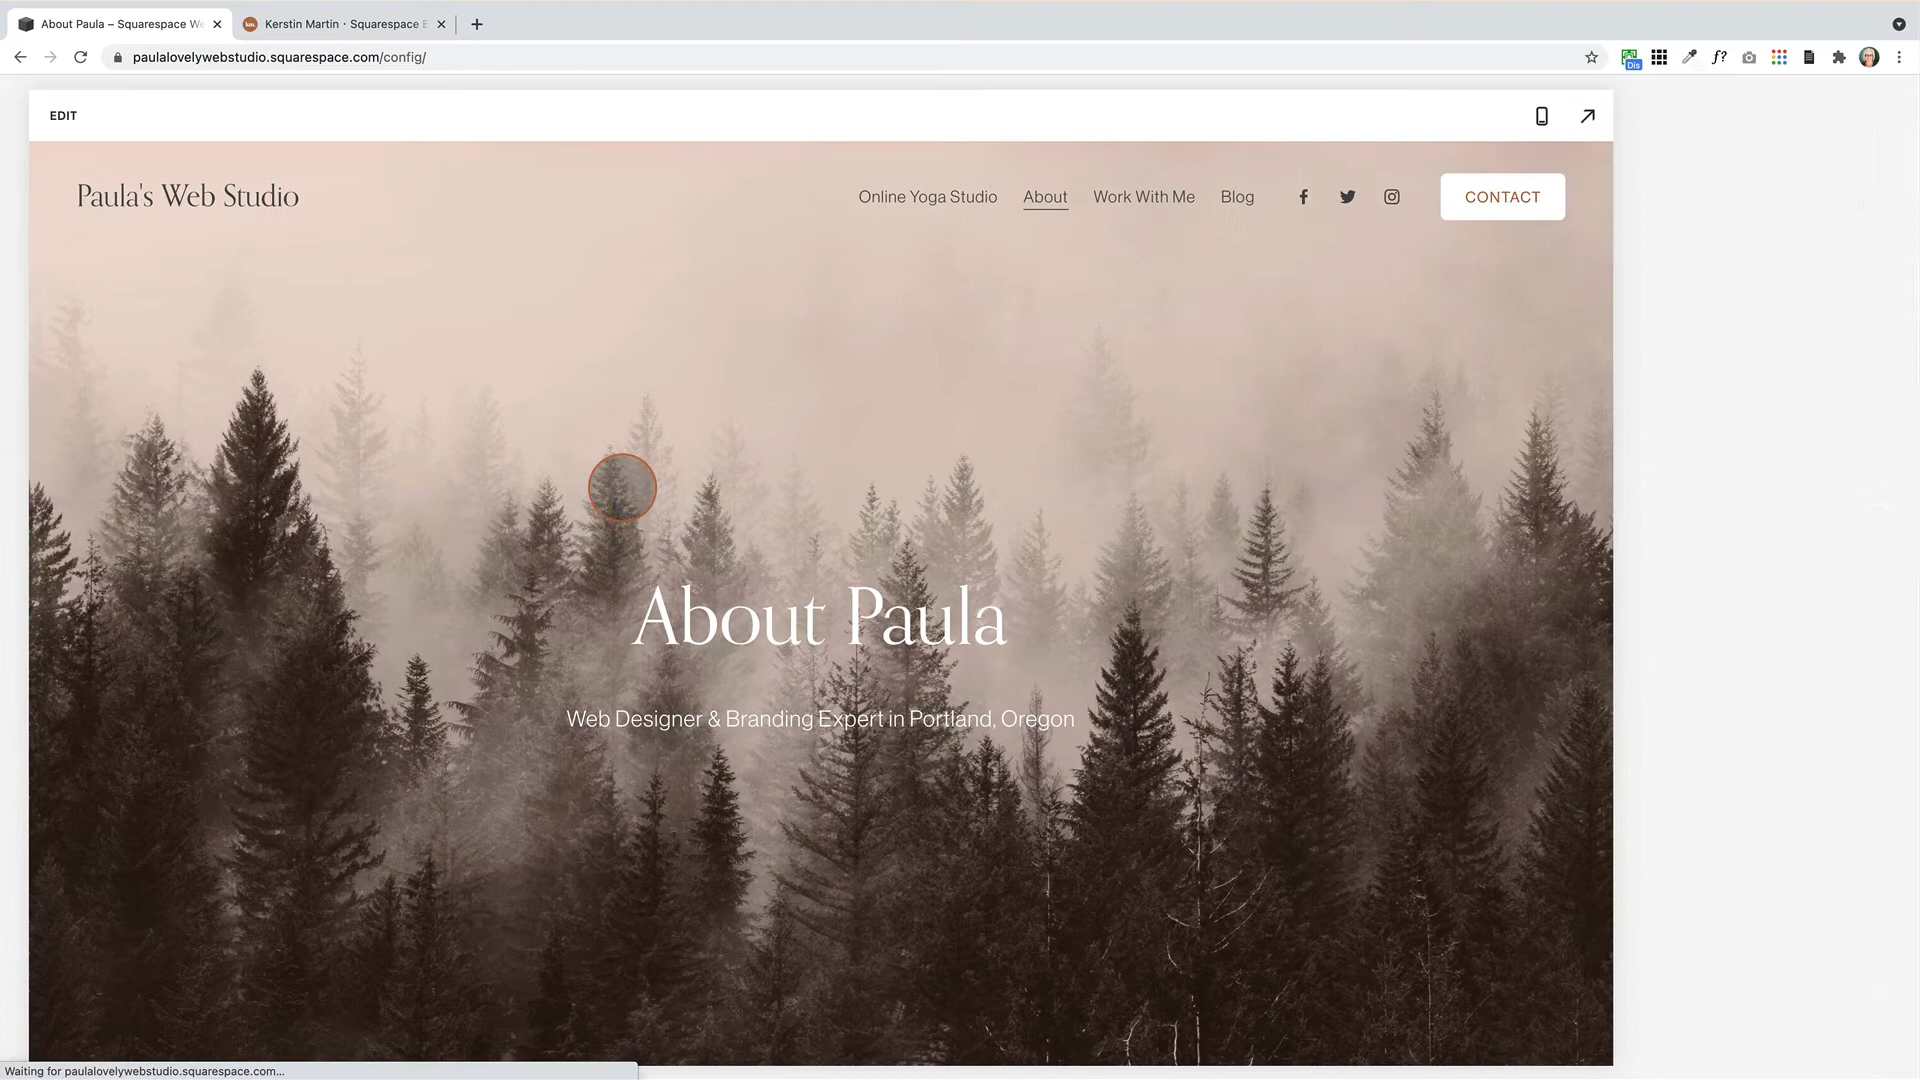 About Paula – Squarespace We
Kerstin Martin · Squarespace E
paulalovelywebstudio.squarespace.com/config/
Dis
f?
EDIT
Paula's Web Studio
Online Yoga Studio
About
Work With Me
Blog
CONTACT
About Paula
Web Designer & Branding Expert in Portland, Oregon
Waiting for paulalovelywebstudio.squarespace.com...